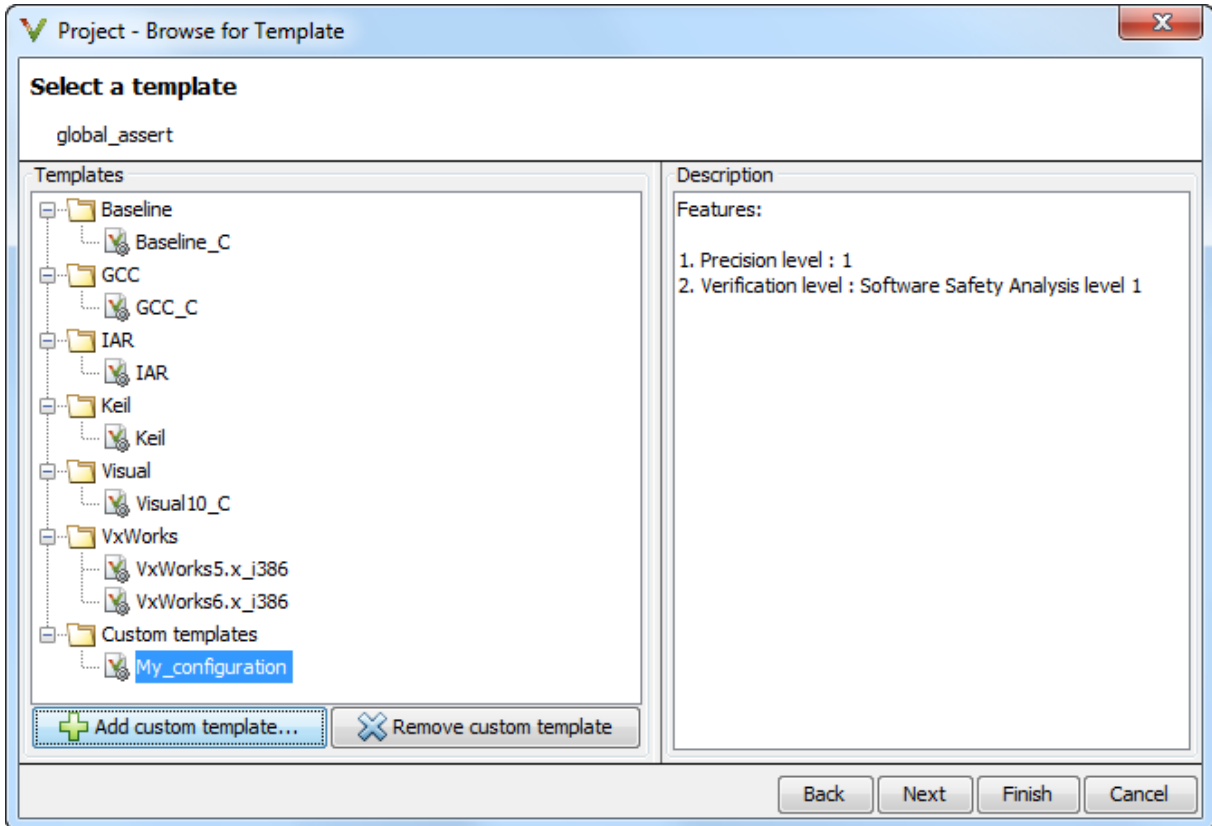 Project - Browse for Template
Select a template
global_assert
Templates
Baseline
Baseline_C
GCC
GCC_C
IAR
IAR
Keil
Keil
Visual
Visual10_C
VxWorks
VxWorks5.x_i386
VxWorks6.x_i386
Custom templates
My_configuration
Add custom template...
Remove custom template
Description
Features:
1. Precision level : 1
2. Verification level : Software Safety Analysis level 1
Back
Next
Finish
Cancel